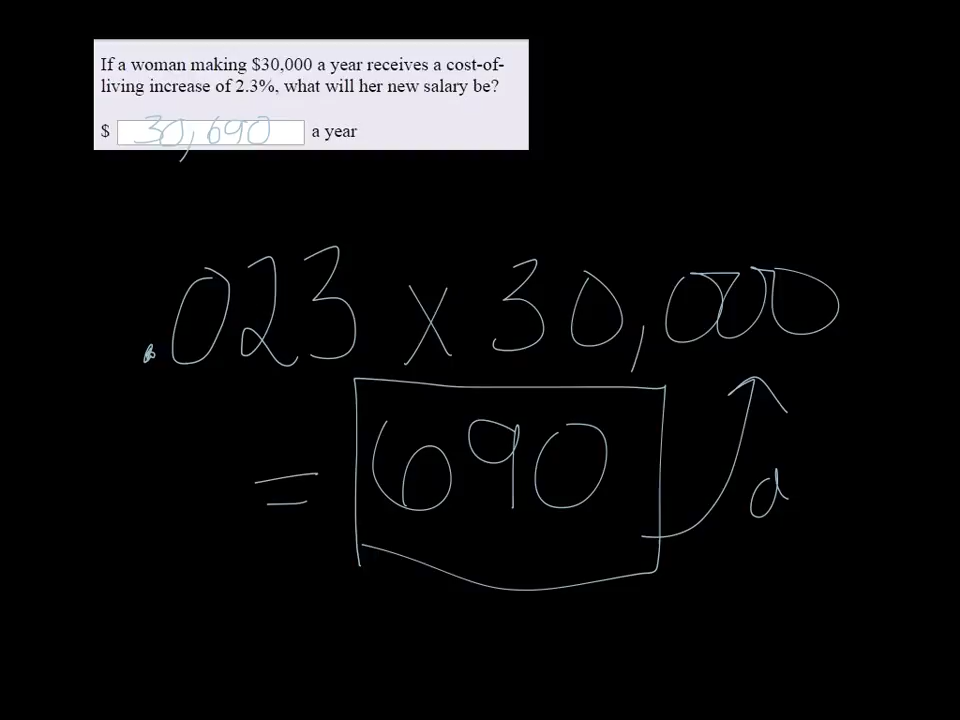 If a woman making $30,000 a year receives a cost-of-
living increase of 2.3%, what will her new salary be?
$ 30,690 a year
.023 x 30,000
= 690
a